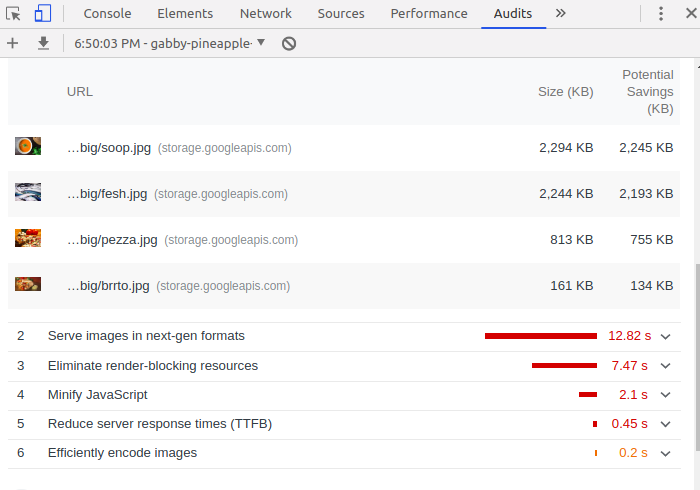 Console Elements Network Sources Performance Audits »
6:50:03 PM - gabby-pineapple-
URL Size (KB) Potential Savings (KB)
…big/soop.jpg (storage.googleapis.com) 2,294 KB 2,245 KB
…big/fesh.jpg (storage.googleapis.com) 2,244 KB 2,193 KB
…big/pezza.jpg (storage.googleapis.com) 813 KB 755 KB
…big/brrto.jpg (storage.googleapis.com) 161 KB 134 KB
2 Serve images in next-gen formats 12.82 s
3 Eliminate render-blocking resources 7.47 s
4 Minify JavaScript 2.1 s
5 Reduce server response times (TTFB) 0.45 s
6 Efficiently encode images 0.2 s